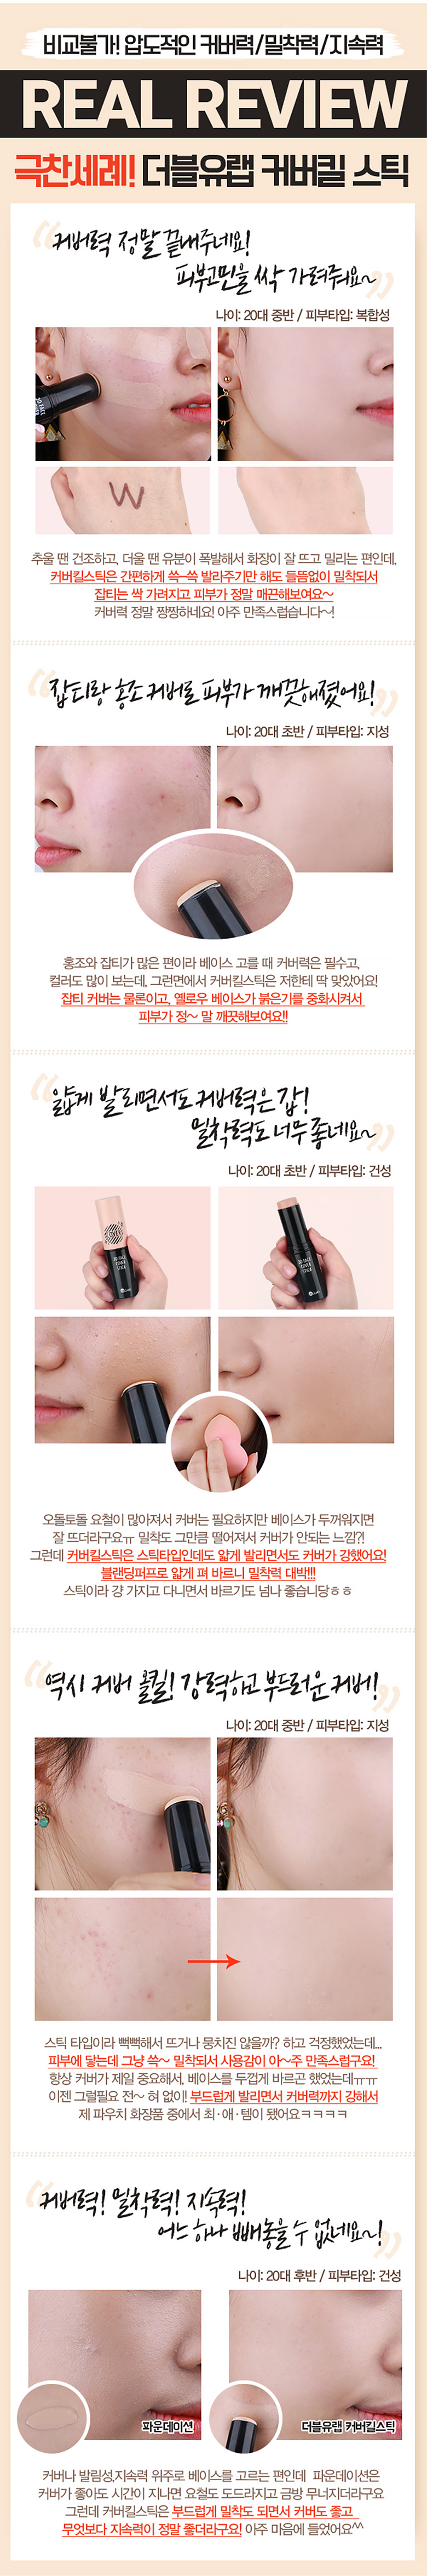 비교불가! 압도적인 커버력/밀착력/지속력
REAL REVIEW
극찬세례! 더블유랩 커버킬 스틱
커버력 정말 끝내주네요!
피부고민을 싹 가려줘요~
나이: 20대 중반 / 피부타입: 복합성
W
추울 땐 건조하고, 더울 땐 유분이 폭발해서 화장이 잘 뜨고 밀리는 편인데,
커버킬스틱은 간편하게 쓱-쓱 발라주기만 해도 들뜸없이 밀착되서
잡티는 싹 가려지고 피부가 정말 매끈해보여요~
커버력 정말 짱짱하네요! 아주 만족스럽습니다~!
잡티랑 홍조 커버로 피부가 깨끗해졌어요!
나이: 20대 초반 / 피부타입: 지성
홍조와 잡티가 많은 편이라 베이스 고를 때 커버력은 필수고,
컬러도 많이 보는데, 그런면에서 커버킬스틱은 저한테 딱 맞았어요!
잡티 커버는 물론이고, 옐로우 베이스가 붉은기를 중화시켜서
피부가 정~ 말 깨끗해보여요!!
얇게 발리면서도 커버력은 갑!
밀착력도 너무 좋네요~
나이: 20대 초반 / 피부타입: 건성
오돌토돌 요철이 많아져서 커버는 필요하지만 베이스가 두꺼워지면
잘 뜨더라구요ㅠ 밀착도 그만큼 떨어져서 커버가 안되는 느낌?!
그런데 커버킬스틱은 스틱타입인데도 얇게 발리면서도 커버가 강했어요!
블랜딩퍼프로 얇게 펴 바르니 밀착력 대박!!!
스틱이라 걍 가지고 다니면서 바르기도 넘나 좋습니당ㅎㅎ
역시 커버 올킬! 강력하고 부드러운 커버!
나이: 20대 중반 / 피부타입: 지성
스틱 타입이라 뻑뻑해서 뜨거나 뭉치진 않을까? 하고 걱정했었는데...
피부에 닿는데 그냥 쓱~ 밀착되서 사용감이 아~주 만족스럽구요!
항상 커버가 제일 중요해서, 베이스를 두껍게 바르곤 했었는데ㅠㅠ
이젠 그럴필요 전~ 혀 없이! 부드럽게 발리면서 커버력까지 강해서
제 파우치 화장품 중에서 최·애·템이 됐어요ㅋㅋㅋㅋ
커버력! 밀착력! 지속력!
어느 하나 빼놓을 수 없네요~!
나이: 20대 후반 / 피부타입: 건성
파운데이션
더블유랩 커버킬스틱
커버나 발림성,지속력 위주로 베이스를 고르는 편인데 파운데이션은
커버가 좋아도 시간이 지나면 요철도 도드라지고 금방 무너지더라구요
그런데 커버킬스틱은 부드럽게 밀착도 되면서 커버도 좋고
무엇보다 지속력이 정말 좋더라구요! 아주 마음에 들었어요^^